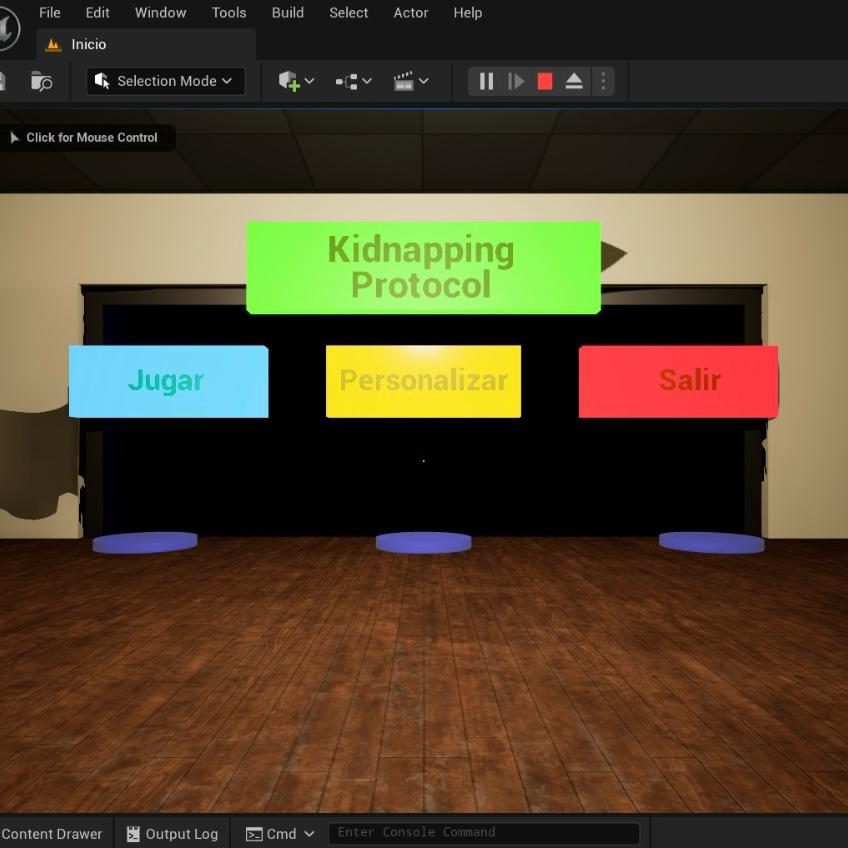 File Edit Window Tools Build Select Actor Help
Inicio
Selection Mode
Click for Mouse Control
Kidnapping
Protocol
Jugar Personalizar Salir
Content Drawer Output Log Cmd Enter Console Command